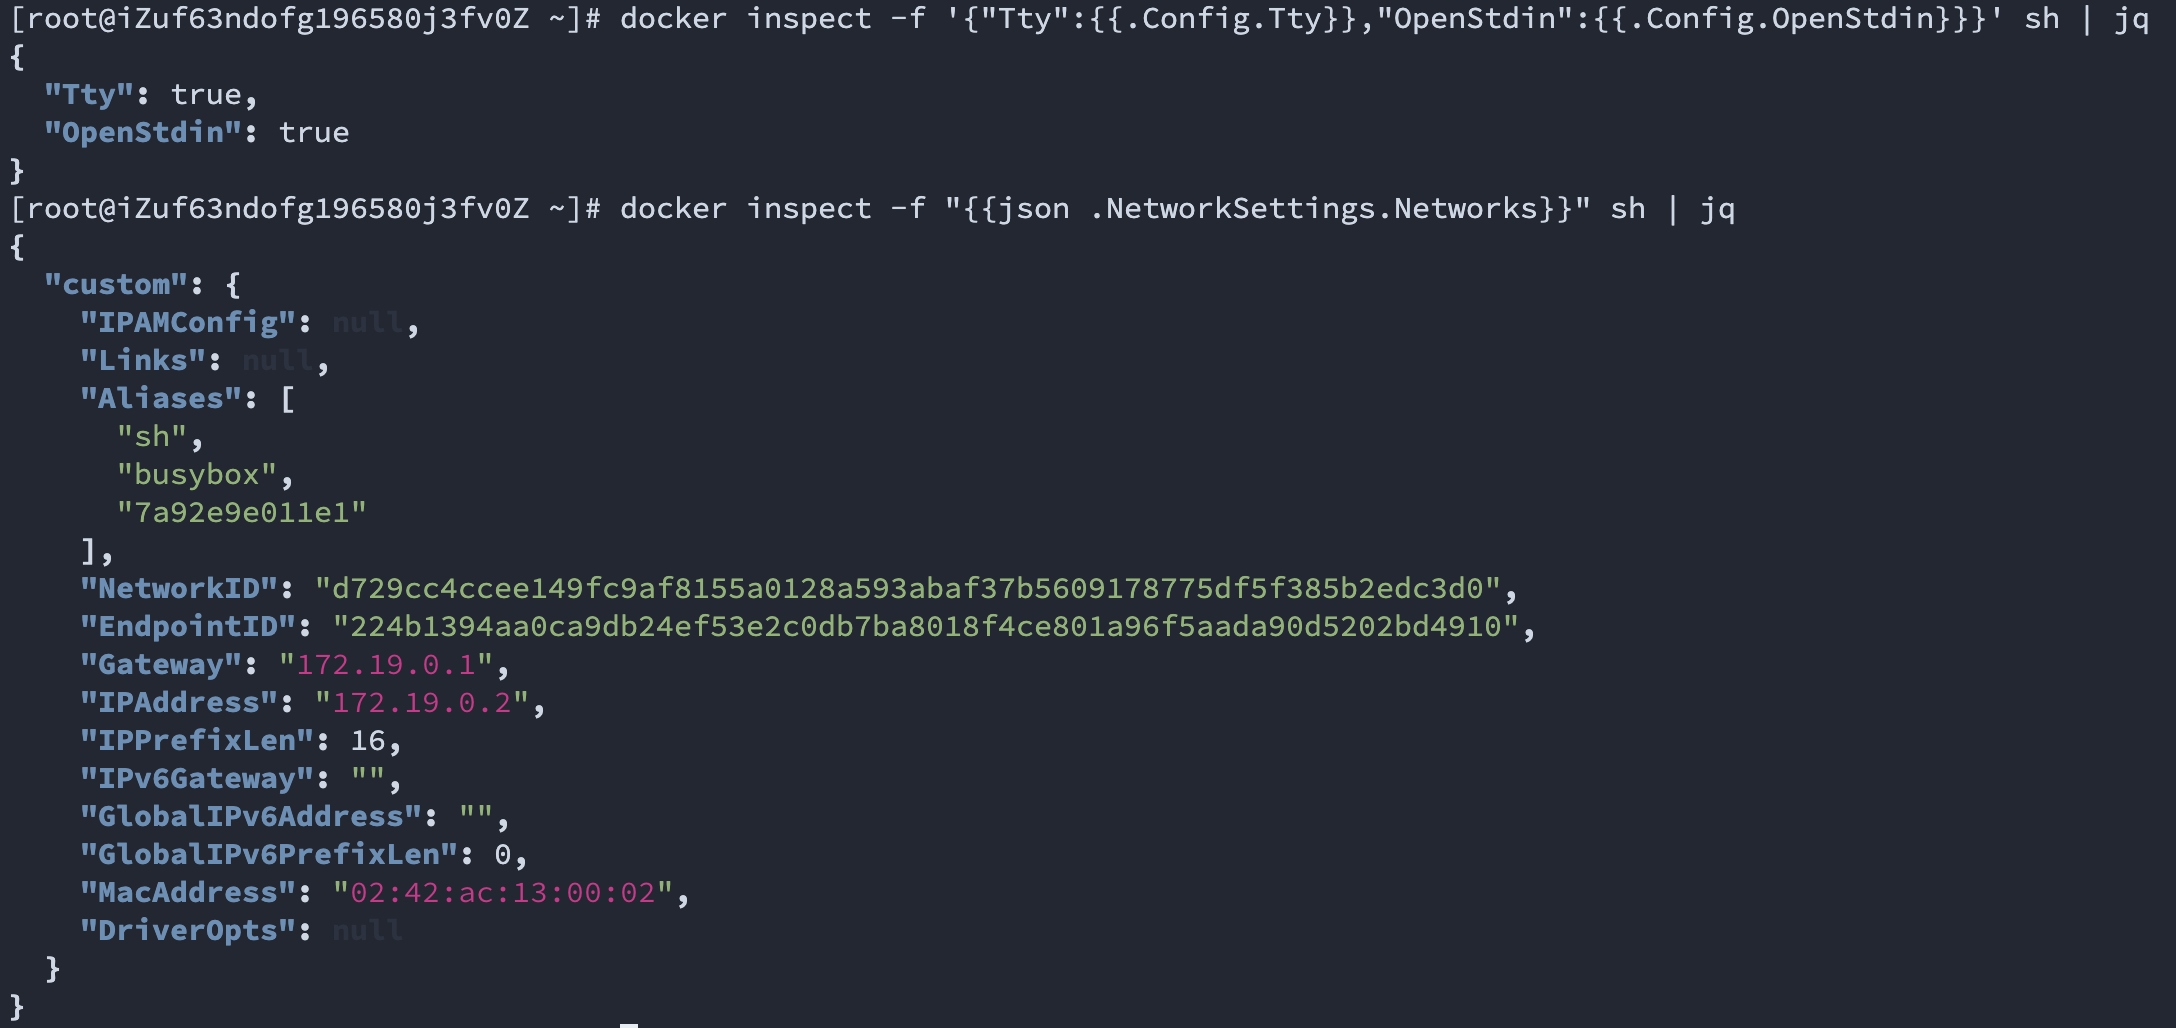 [root@iZuf63ndofg196580j3fv0Z ~]# docker inspect -f '{"Tty":{{.Config.Tty}},"OpenStdin":{{.Config.OpenStdin}}}' sh | jq
{
  "Tty": true,
  "OpenStdin": true
}
[root@iZuf63ndofg196580j3fv0Z ~]# docker inspect -f "{{json .NetworkSettings.Networks}}" sh | jq
{
  "custom": {
    "IPAMConfig": null,
    "Links": null,
    "Aliases": [
      "sh",
      "busybox",
      "7a92e9e011e1"
    ],
    "NetworkID": "d729cc4ccee149fc9af8155a0128a593abaf37b5609178775df5f385b2edc3d0",
    "EndpointID": "224b1394aa0ca9db24ef53e2c0db7ba8018f4ce801a96f5aada90d5202bd4910",
    "Gateway": "172.19.0.1",
    "IPAddress": "172.19.0.2",
    "IPPrefixLen": 16,
    "IPv6Gateway": "",
    "GlobalIPv6Address": "",
    "GlobalIPv6PrefixLen": 0,
    "MacAddress": "02:42:ac:13:00:02",
    "DriverOpts": null
  }
}